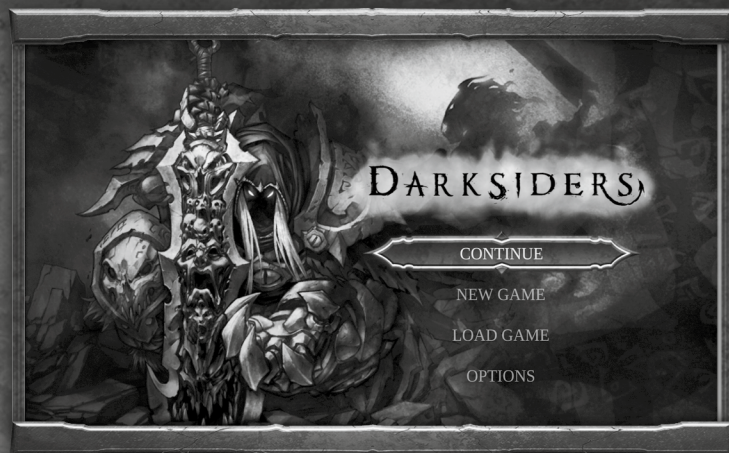 DARKSIDERS
CONTINUE
NEW GAME
LOAD GAME
OPTIONS